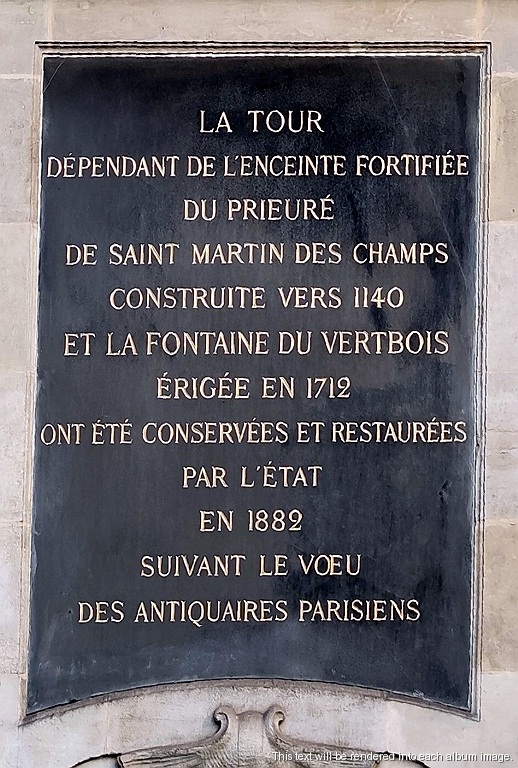 LA TOUR
DÉPENDANT DE L'ENCEINTE FORTIFIÉE
DU PRIEURÉ
DE SAINT MARTIN DES CHAMPS
CONSTRUITE VERS 1140
ET LA FONTAINE DU VERTBOIS
ÉRIGÉE EN 1712
ONT ÉTÉ CONSERVÉES ET RESTAURÉES
PAR L'ÉTAT
EN 1882
SUIVANT LE VŒU
DES ANTIQUAIRES PARISIENS
This text will be rendered into each album image.